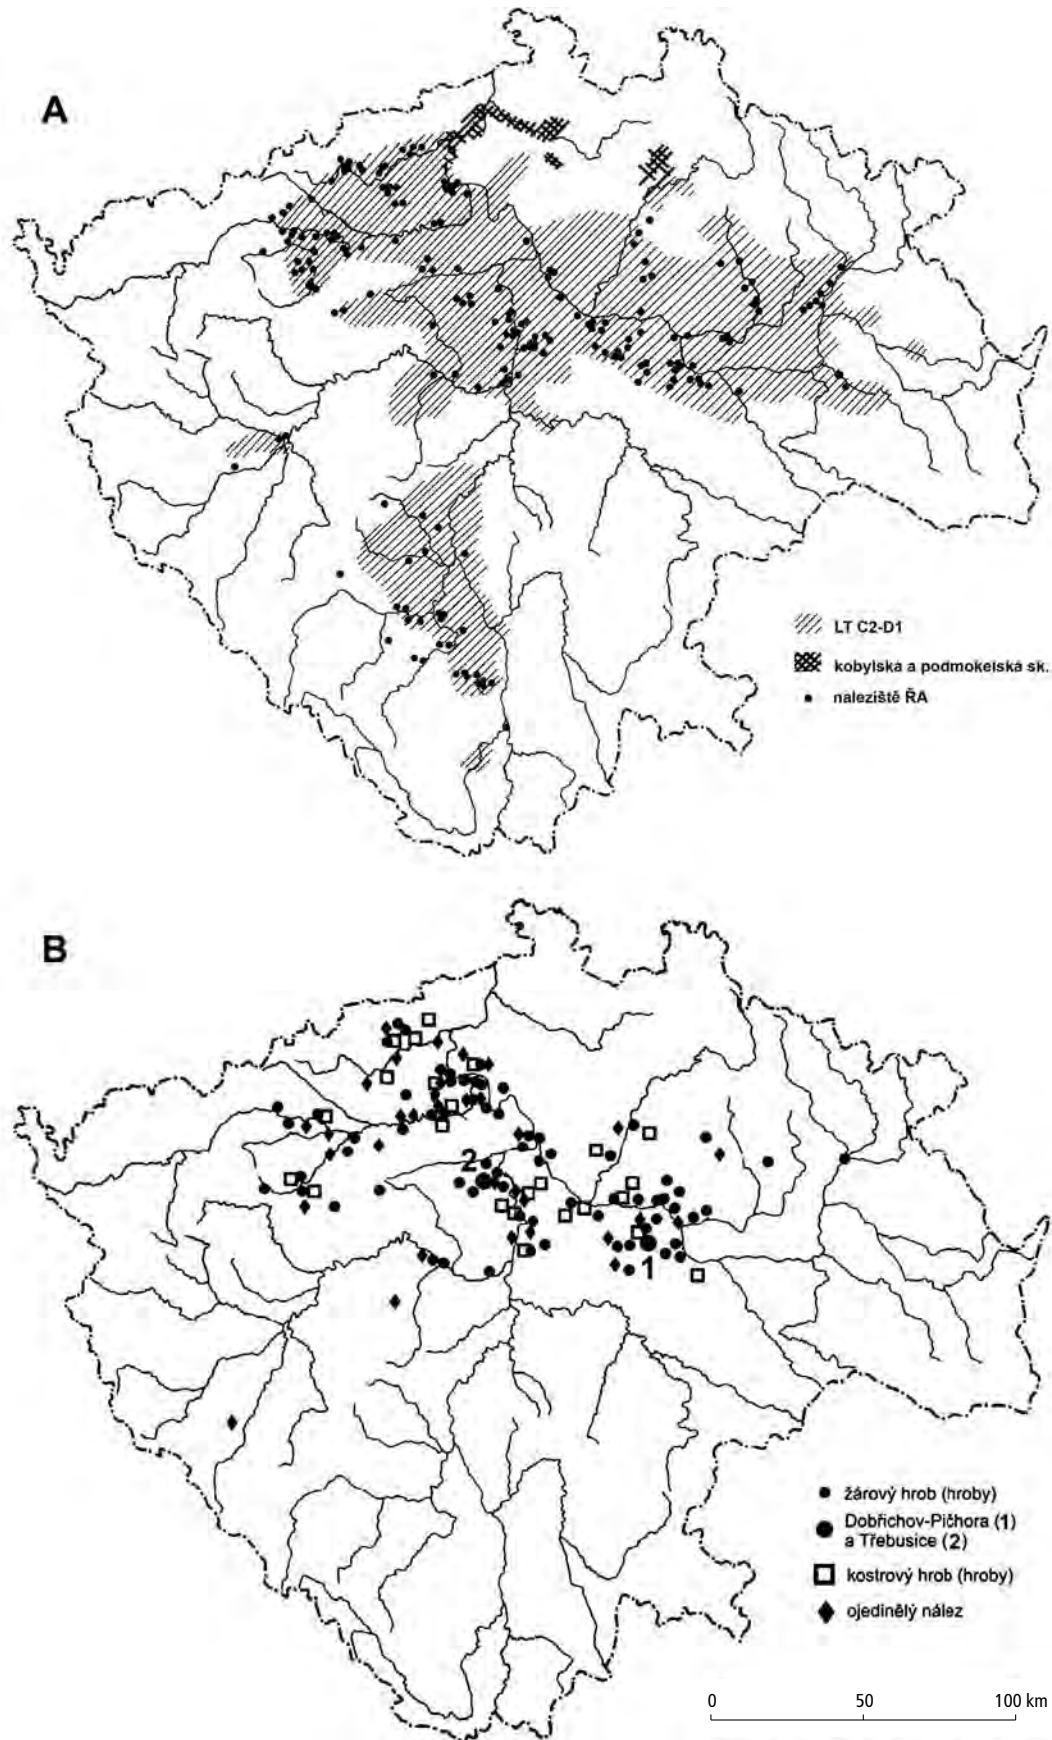 A
LT C2-D1
kobylská a podmokelská sk.
naleziště ŘA
B
2
1
žárový hrob (hroby)
Dobřichov-Pičhora (1)
a Třebusice (2)
kostrový hrob (hroby)
ojedinělý nález
0 50 100 km